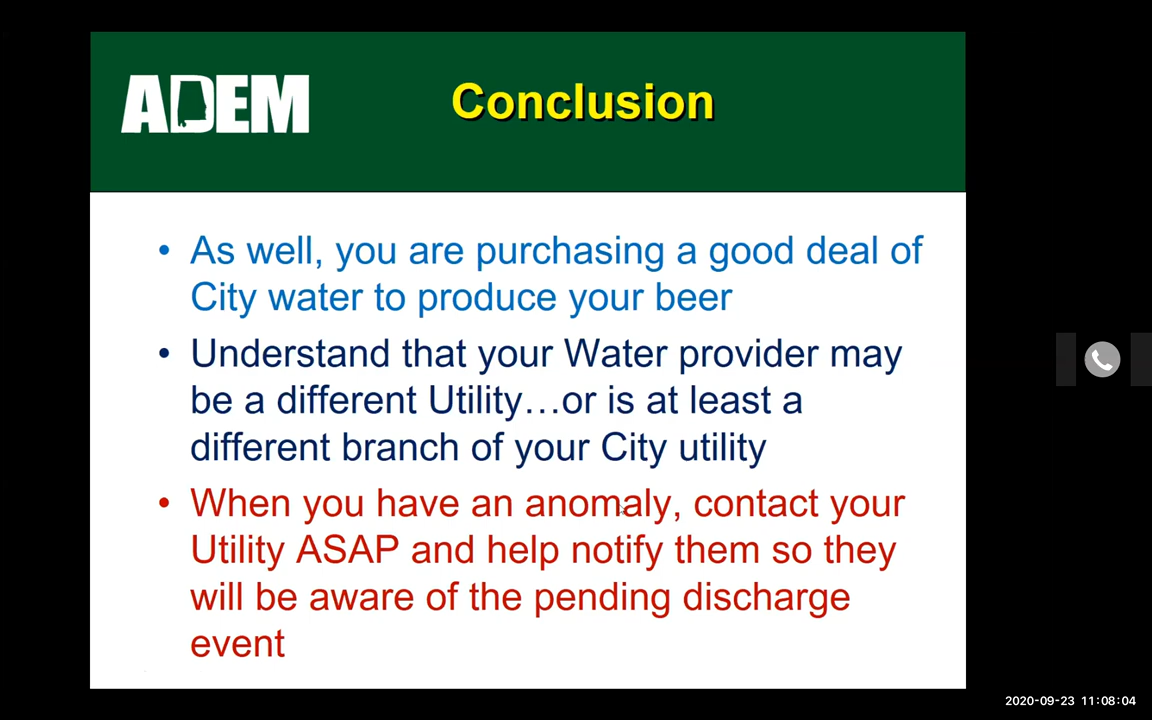 ADEM
Conclusion
• As well, you are purchasing a good deal of
City water to produce your beer
• Understand that your Water provider may
be a different Utility…or is at least a
different branch of your City utility
• When you have an anomaly, contact your
Utility ASAP and help notify them so they
will be aware of the pending discharge
event
2020-09-23 11:08:04